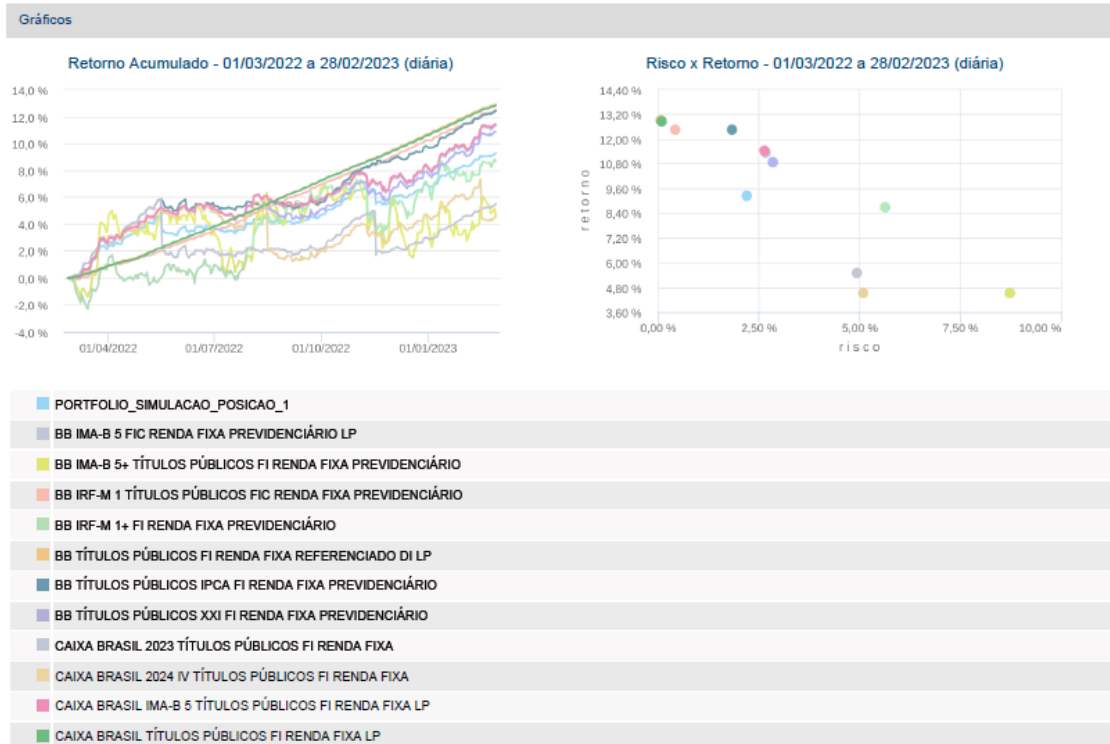 Gráficos
Retorno Acumulado - 01/03/2022 a 28/02/2023 (diária)
14,0 %
12,0 %
10,0 %
8,0 %
6,0 %
4,0 %
2,0 %
0,0 %
-2,0 %
-4,0 %
01/04/2022 01/07/2022 01/10/2022 01/01/2023
Risco x Retorno - 01/03/2022 a 28/02/2023 (diária)
retorno
14,40 %
13,20 %
12,00 %
10,80 %
9,60 %
8,40 %
7,20 %
6,00 %
4,80 %
3,60 %
0,00 % 2,50 % 5,00 % 7,50 % 10,00 %
risco
PORTFOLIO_SIMULACAO_POSICAO_1
BB IMA-B 5 FIC RENDA FIXA PREVIDENCIÁRIO LP
BB IMA-B 5+ TÍTULOS PÚBLICOS FI RENDA FIXA PREVIDENCIÁRIO
BB IRF-M 1 TÍTULOS PÚBLICOS FIC RENDA FIXA PREVIDENCIÁRIO
BB IRF-M 1+ FI RENDA FIXA PREVIDENCIÁRIO
BB TÍTULOS PÚBLICOS FI RENDA FIXA REFERENCIADO DI LP
BB TÍTULOS PÚBLICOS IPCA FI RENDA FIXA PREVIDENCIÁRIO
BB TÍTULOS PÚBLICOS XXI FI RENDA FIXA PREVIDENCIÁRIO
CAIXA BRASIL 2023 TÍTULOS PÚBLICOS FI RENDA FIXA
CAIXA BRASIL 2024 IV TÍTULOS PÚBLICOS FI RENDA FIXA
CAIXA BRASIL IMA-B 5 TÍTULOS PÚBLICOS FI RENDA FIXA LP
CAIXA BRASIL TÍTULOS PÚBLICOS FI RENDA FIXA LP